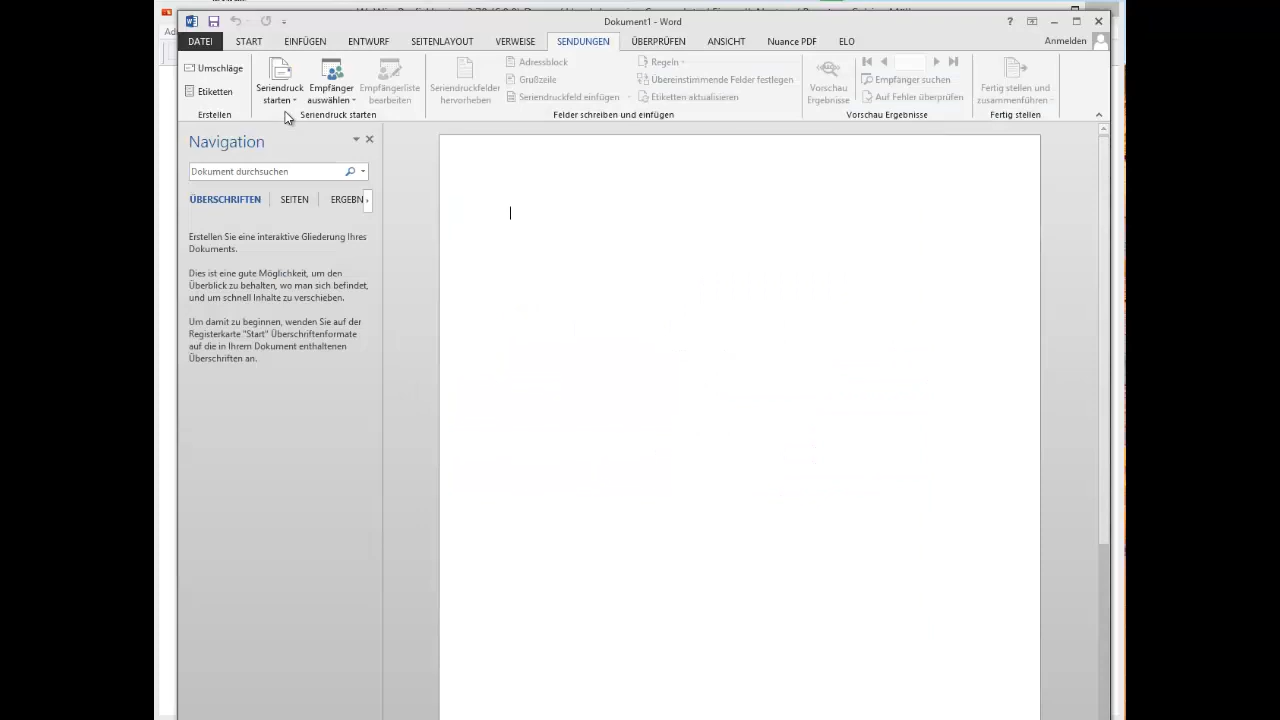 Dokument1 - Word
DATEI START EINFÜGEN ENTWURF SEITENLAYOUT VERWEISE SENDUNGEN ÜBERPRÜFEN ANSICHT Nuance PDF ELO Anmelden
Umschläge
Etiketten
Erstellen
Seriendruck starten
Empfänger auswählen
Empfängerliste bearbeiten
Seriendruck starten
Seriendruckfelder hervorheben
Adressblock
Grußzeile
Seriendruckfeld einfügen
Regeln
Übereinstimmende Felder festlegen
Etiketten aktualisieren
Felder schreiben und einfügen
Vorschau Ergebnisse
ABC
Empfänger suchen
Auf Fehler überprüfen
Vorschau Ergebnisse
Fertig stellen und zusammenführen
Fertig stellen
Navigation
Dokument durchsuchen
ÜBERSCHRIFTEN SEITEN ERGEBN
Erstellen Sie eine interaktive Gliederung Ihres
Dokuments.
Dies ist eine gute Möglichkeit, um den
Überblick zu behalten, wo man sich befindet,
und um schnell Inhalte zu verschieben.
Um damit zu beginnen, wenden Sie auf der
Registerkarte "Start" Überschriftenformate
auf die in Ihrem Dokument enthaltenen
Überschriften an.